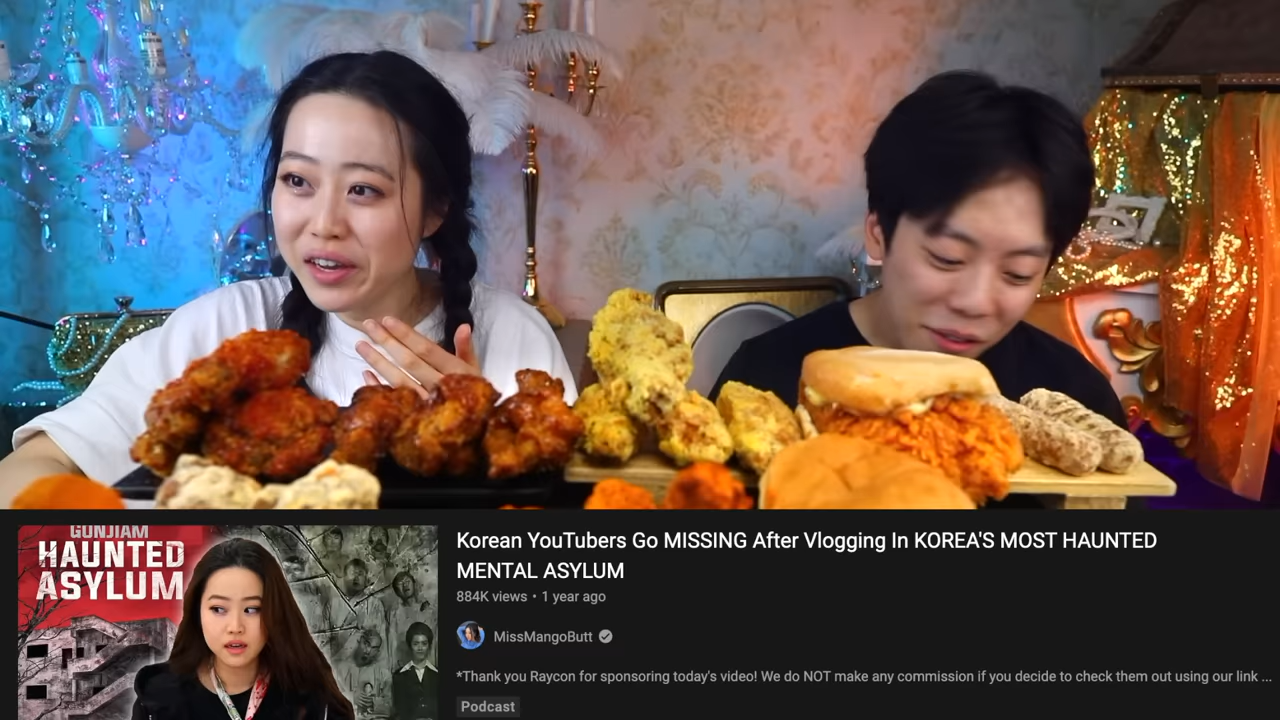 GONJIAM
HAUNTED
ASYLUM
Korean YouTubers Go MISSING After Vlogging In KOREA'S MOST HAUNTED
MENTAL ASYLUM
884K views • 1 year ago
MissMangoButt
*Thank you Raycon for sponsoring today's video! We do NOT make any commission if you decide to check them out using our link ...
Podcast